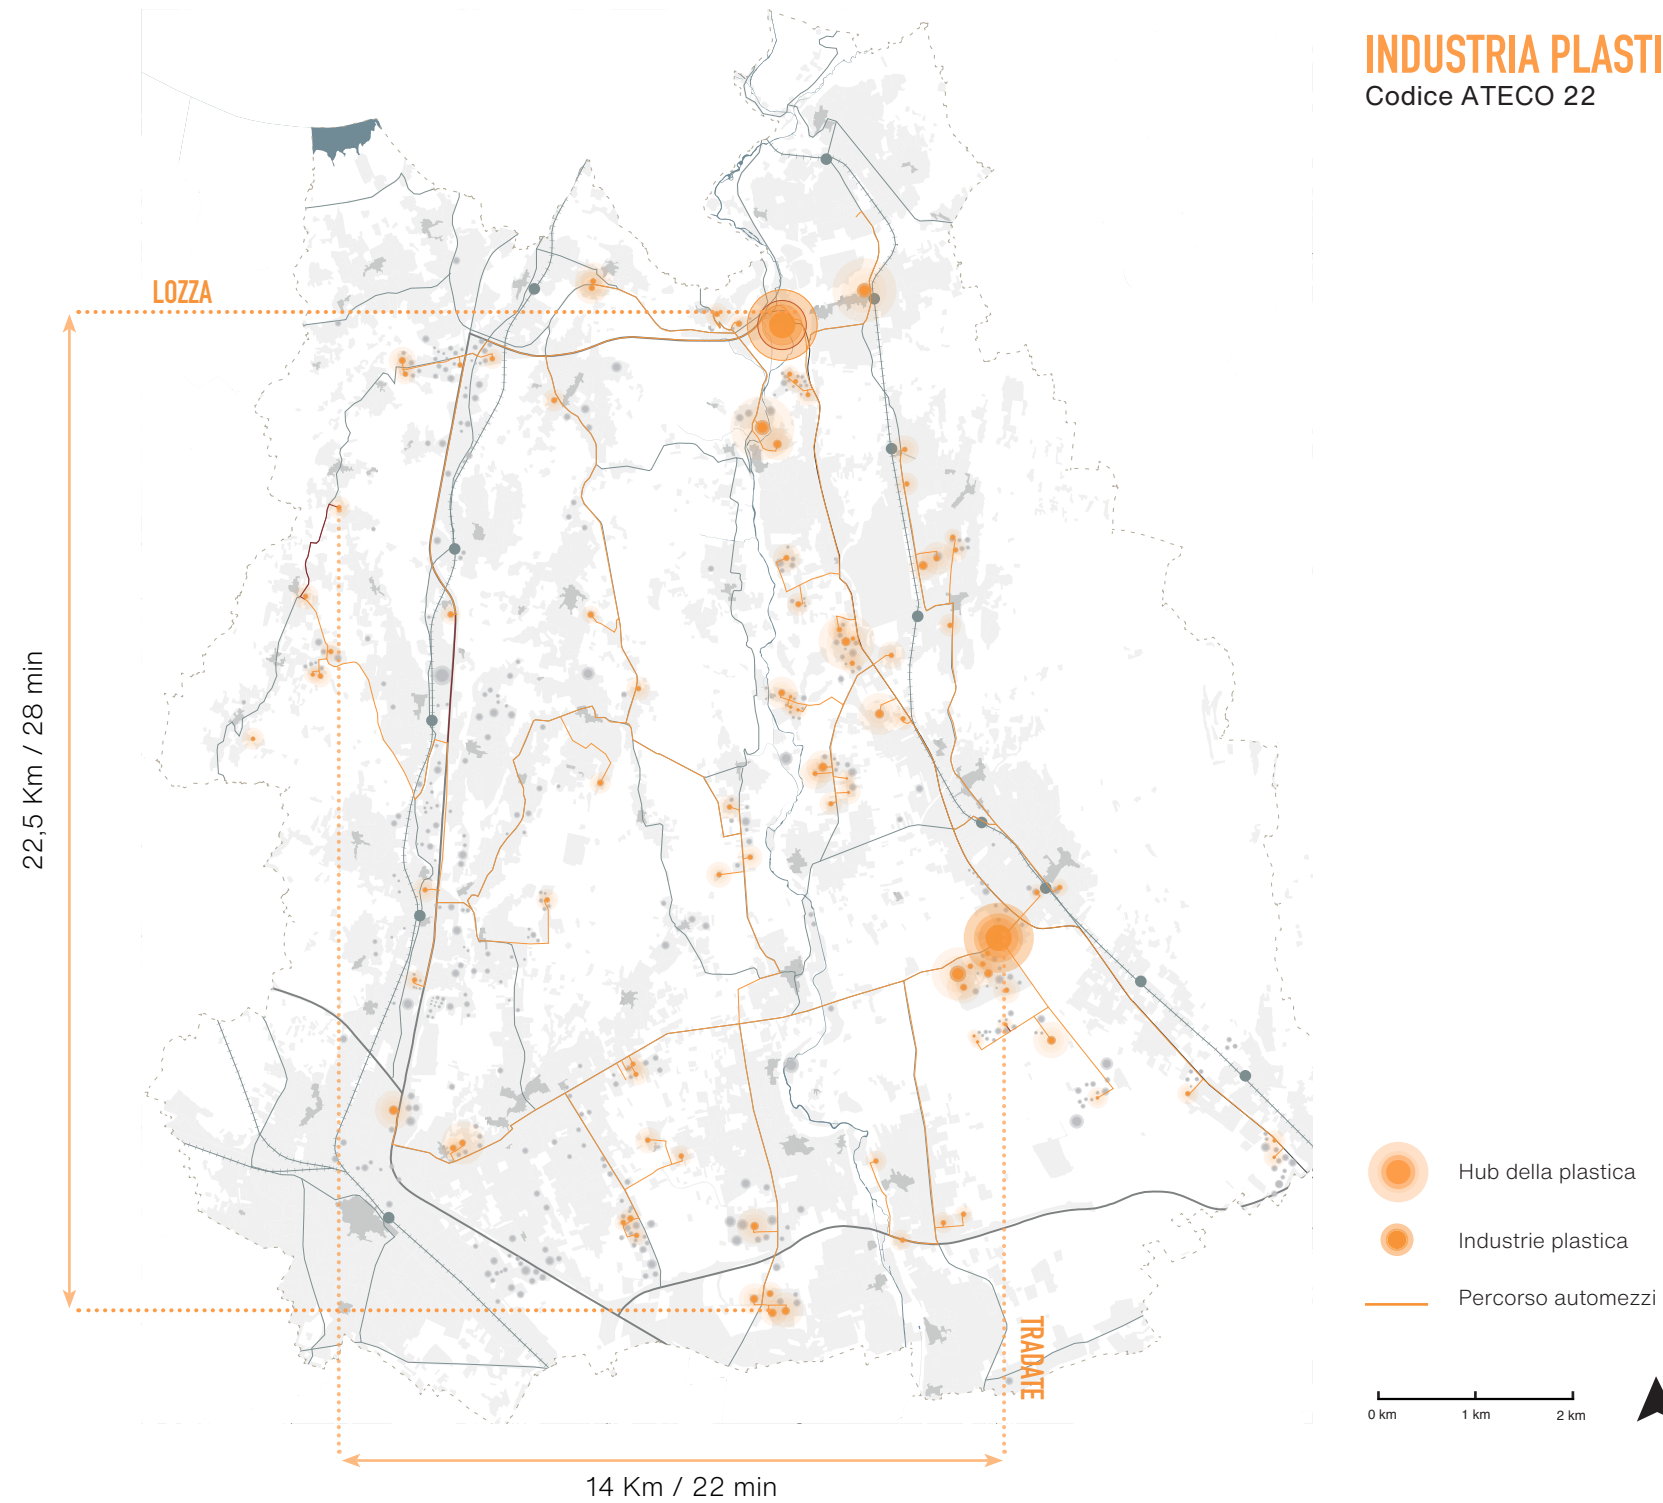 INDUSTRIA PLASTI
Codice ATECO 22
LOZZA
22,5 Km / 28 min
TRADATE
14 Km / 22 min
Hub della plastica
Industrie plastica
Percorso automezzi
0 km
1 km
2 km